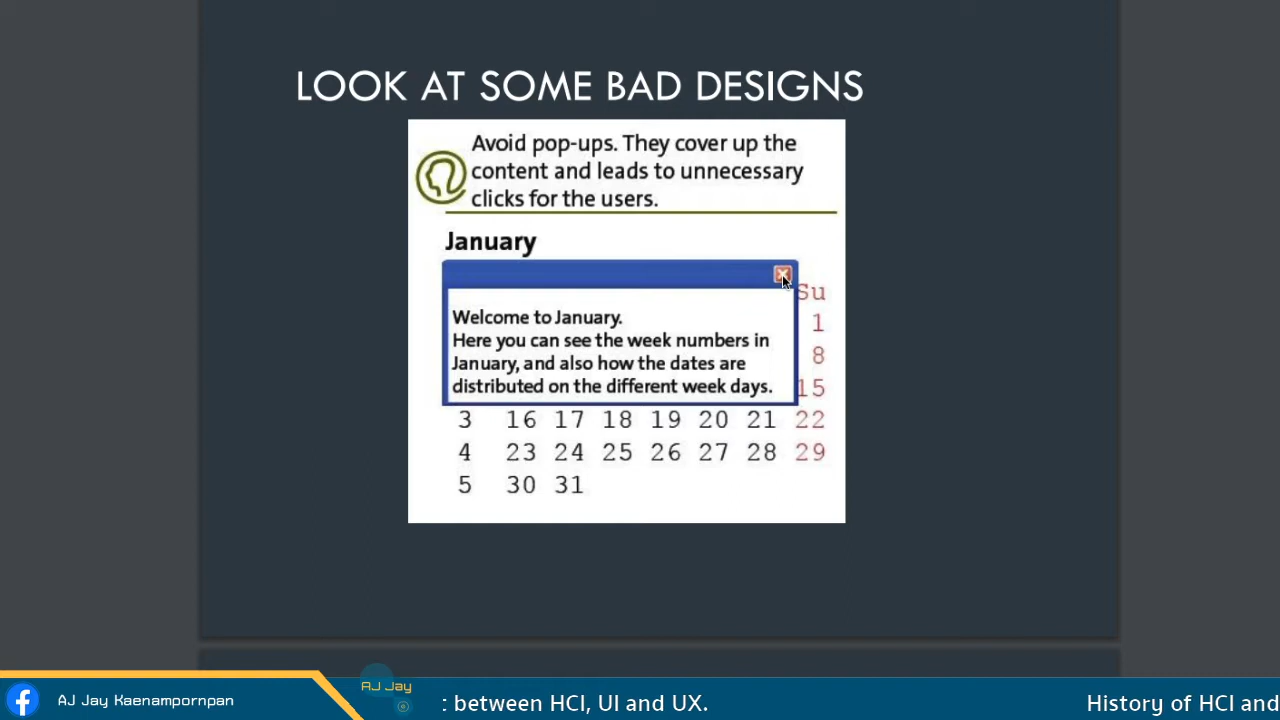 LOOK AT SOME BAD DESIGNS
Avoid pop-ups. They cover up the
content and leads to unnecessary
clicks for the users.
January
Su
Welcome to January.
1
Here you can see the week numbers in
January, and also how the dates are
8
distributed on the different week days.
15
3 16 17 18 19 20 21 22
4 23 24 25 26 27 28 29
5 30 31
AJ Jay Kaenampornpan
AJ Jay
: between HCI, UI and UX.
History of HCI and